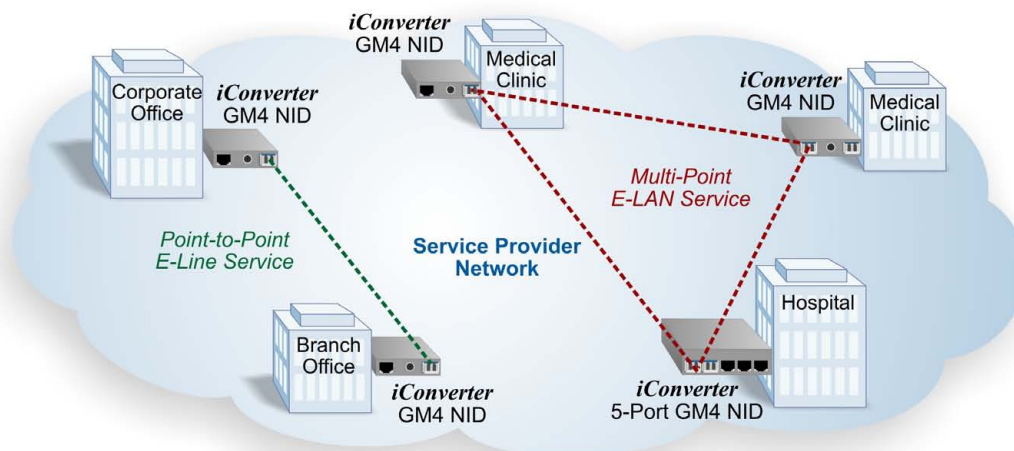 iConverter
GM4 NID
Medical
Clinic
Corporate
Office
iConverter
GM4 NID
iConverter
GM4 NID
Medical
Clinic
Multi-Point
E-LAN Service
Point-to-Point
E-Line Service
Service Provider
Network
Hospital
Branch
Office
iConverter
GM4 NID
iConverter
5-Port GM4 NID